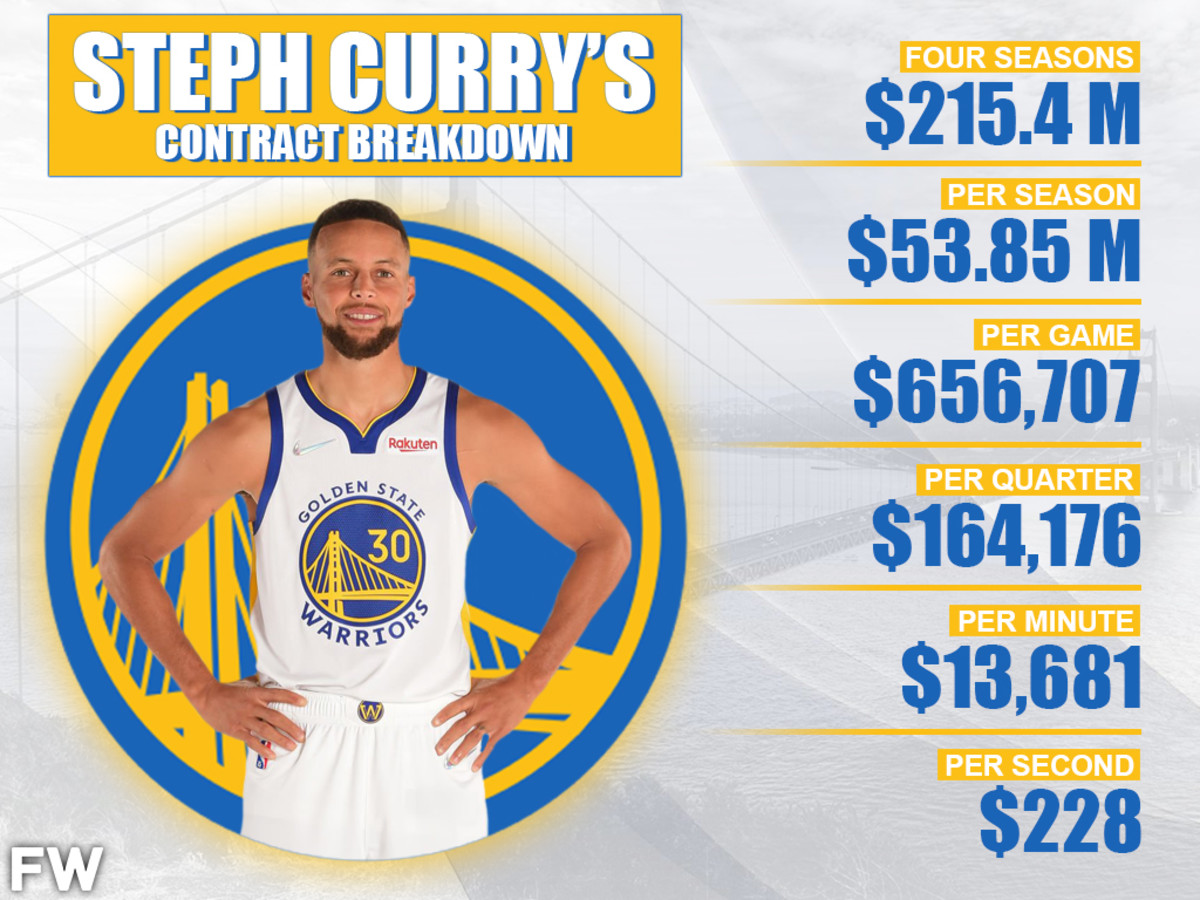 STEPH CURRY'S
CONTRACT BREAKDOWN
FOUR SEASONS
$215.4 M
PER SEASON
$53.85 M
PER GAME
$656,707
PER QUARTER
$164,176
PER MINUTE
$13,681
PER SECOND
$228
Rakuten
GOLDEN STATE
30
WARRIORS
W
FW